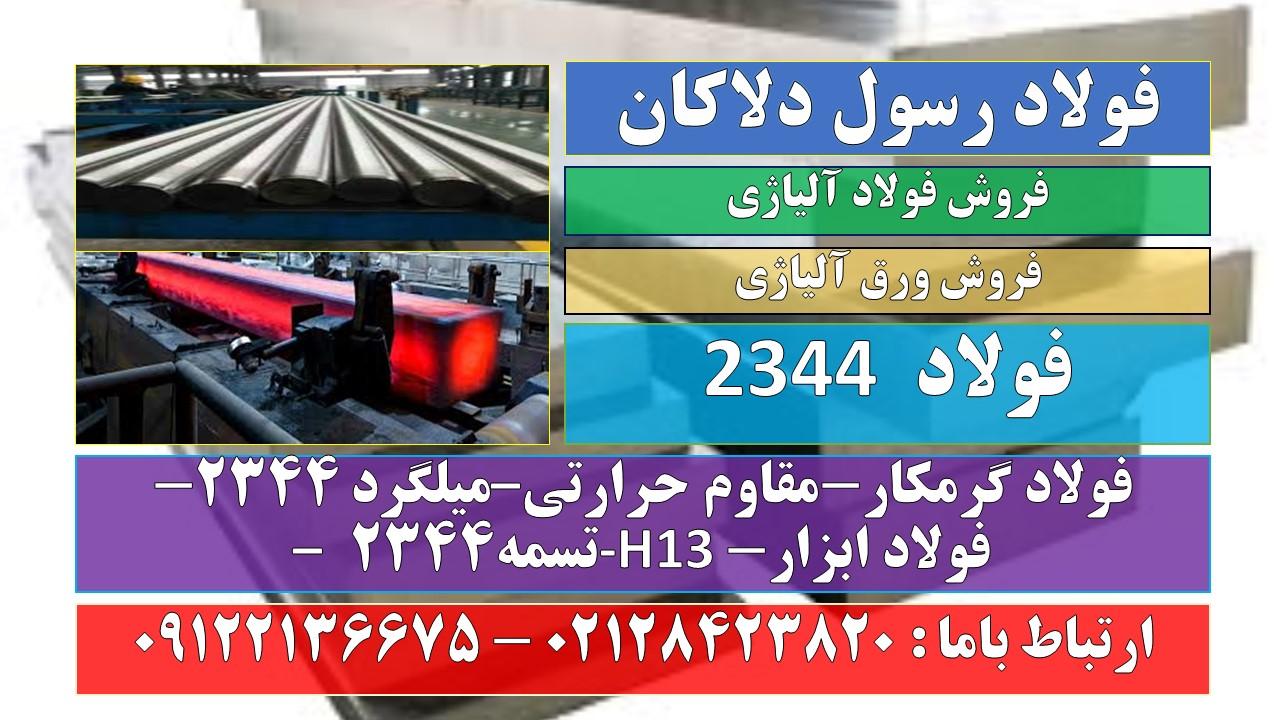 فولاد رسول دلاکان
فروش فولاد آلیاژی
فروش ورق آلیاژی
فولاد 2344
فولاد گرمکار–مقاوم حرارتی–میلگرد ۲۳۴۴–
فولاد ابزار– H13-تسمه۲۳۴۴ –
ارتباط باما : ۰۲۱۲۸۴۲۳۸۲۰ – ۰۹۱۲۲۱۳۶۶۷۵